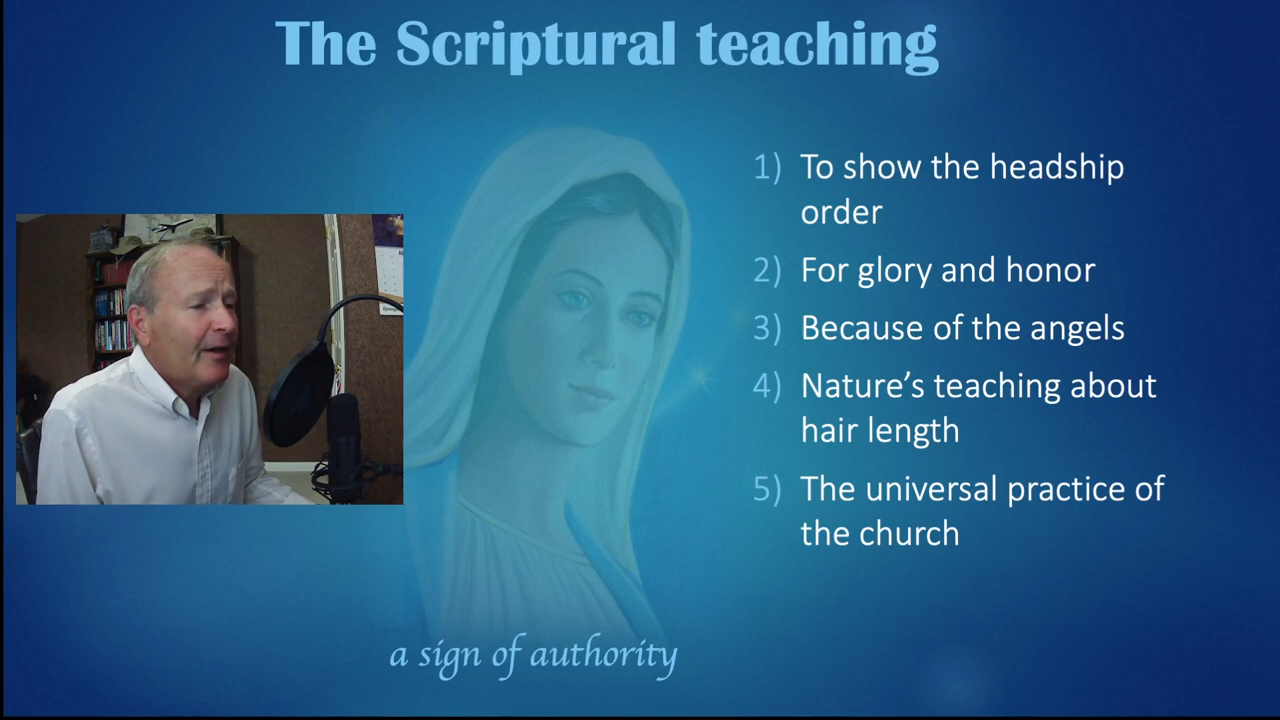 The Scriptural teaching
1) To show the headship
order
2) For glory and honor
3) Because of the angels
4) Nature’s teaching about
hair length
5) The universal practice of
the church
a sign of authority